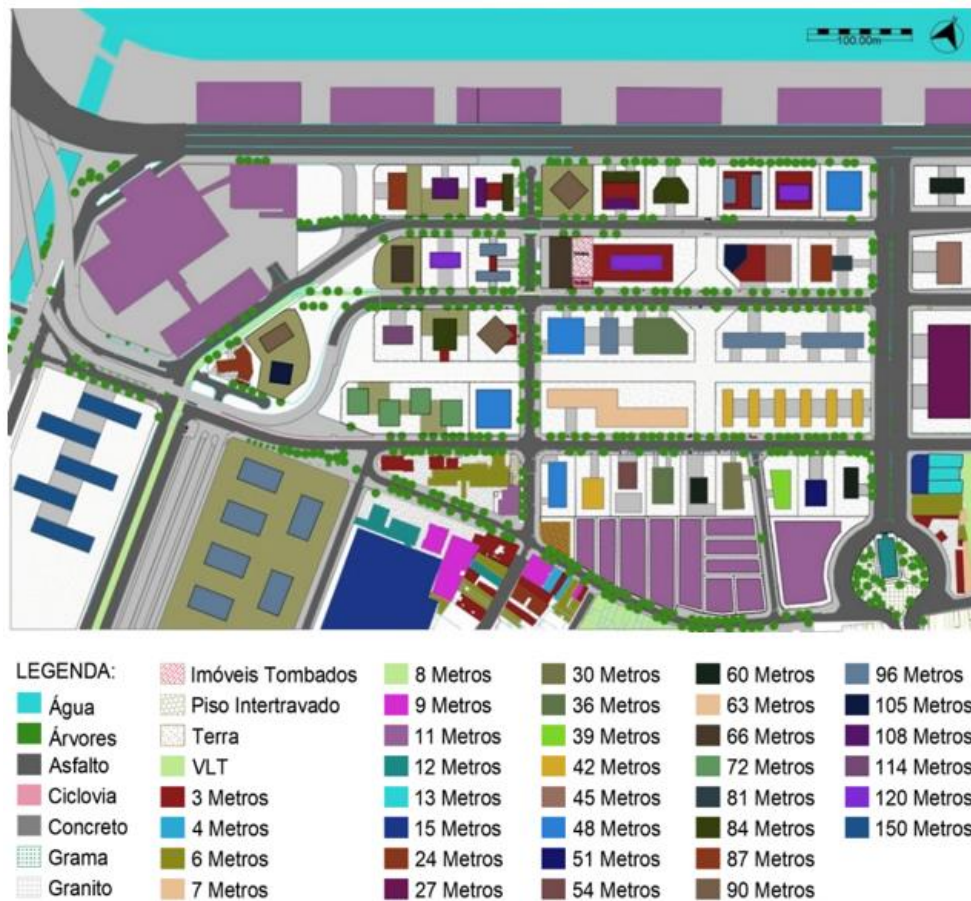 100.00m
LEGENDA:
Água
Árvores
Asfalto
Ciclovia
Concreto
Grama
Granito
Imóveis Tombados
Piso Intertravado
Terra
VLT
3 Metros
4 Metros
6 Metros
7 Metros
8 Metros
9 Metros
11 Metros
12 Metros
13 Metros
15 Metros
24 Metros
27 Metros
30 Metros
36 Metros
39 Metros
42 Metros
45 Metros
48 Metros
51 Metros
54 Metros
60 Metros
63 Metros
66 Metros
72 Metros
81 Metros
84 Metros
87 Metros
90 Metros
96 Metros
105 Metros
108 Metros
114 Metros
120 Metros
150 Metros